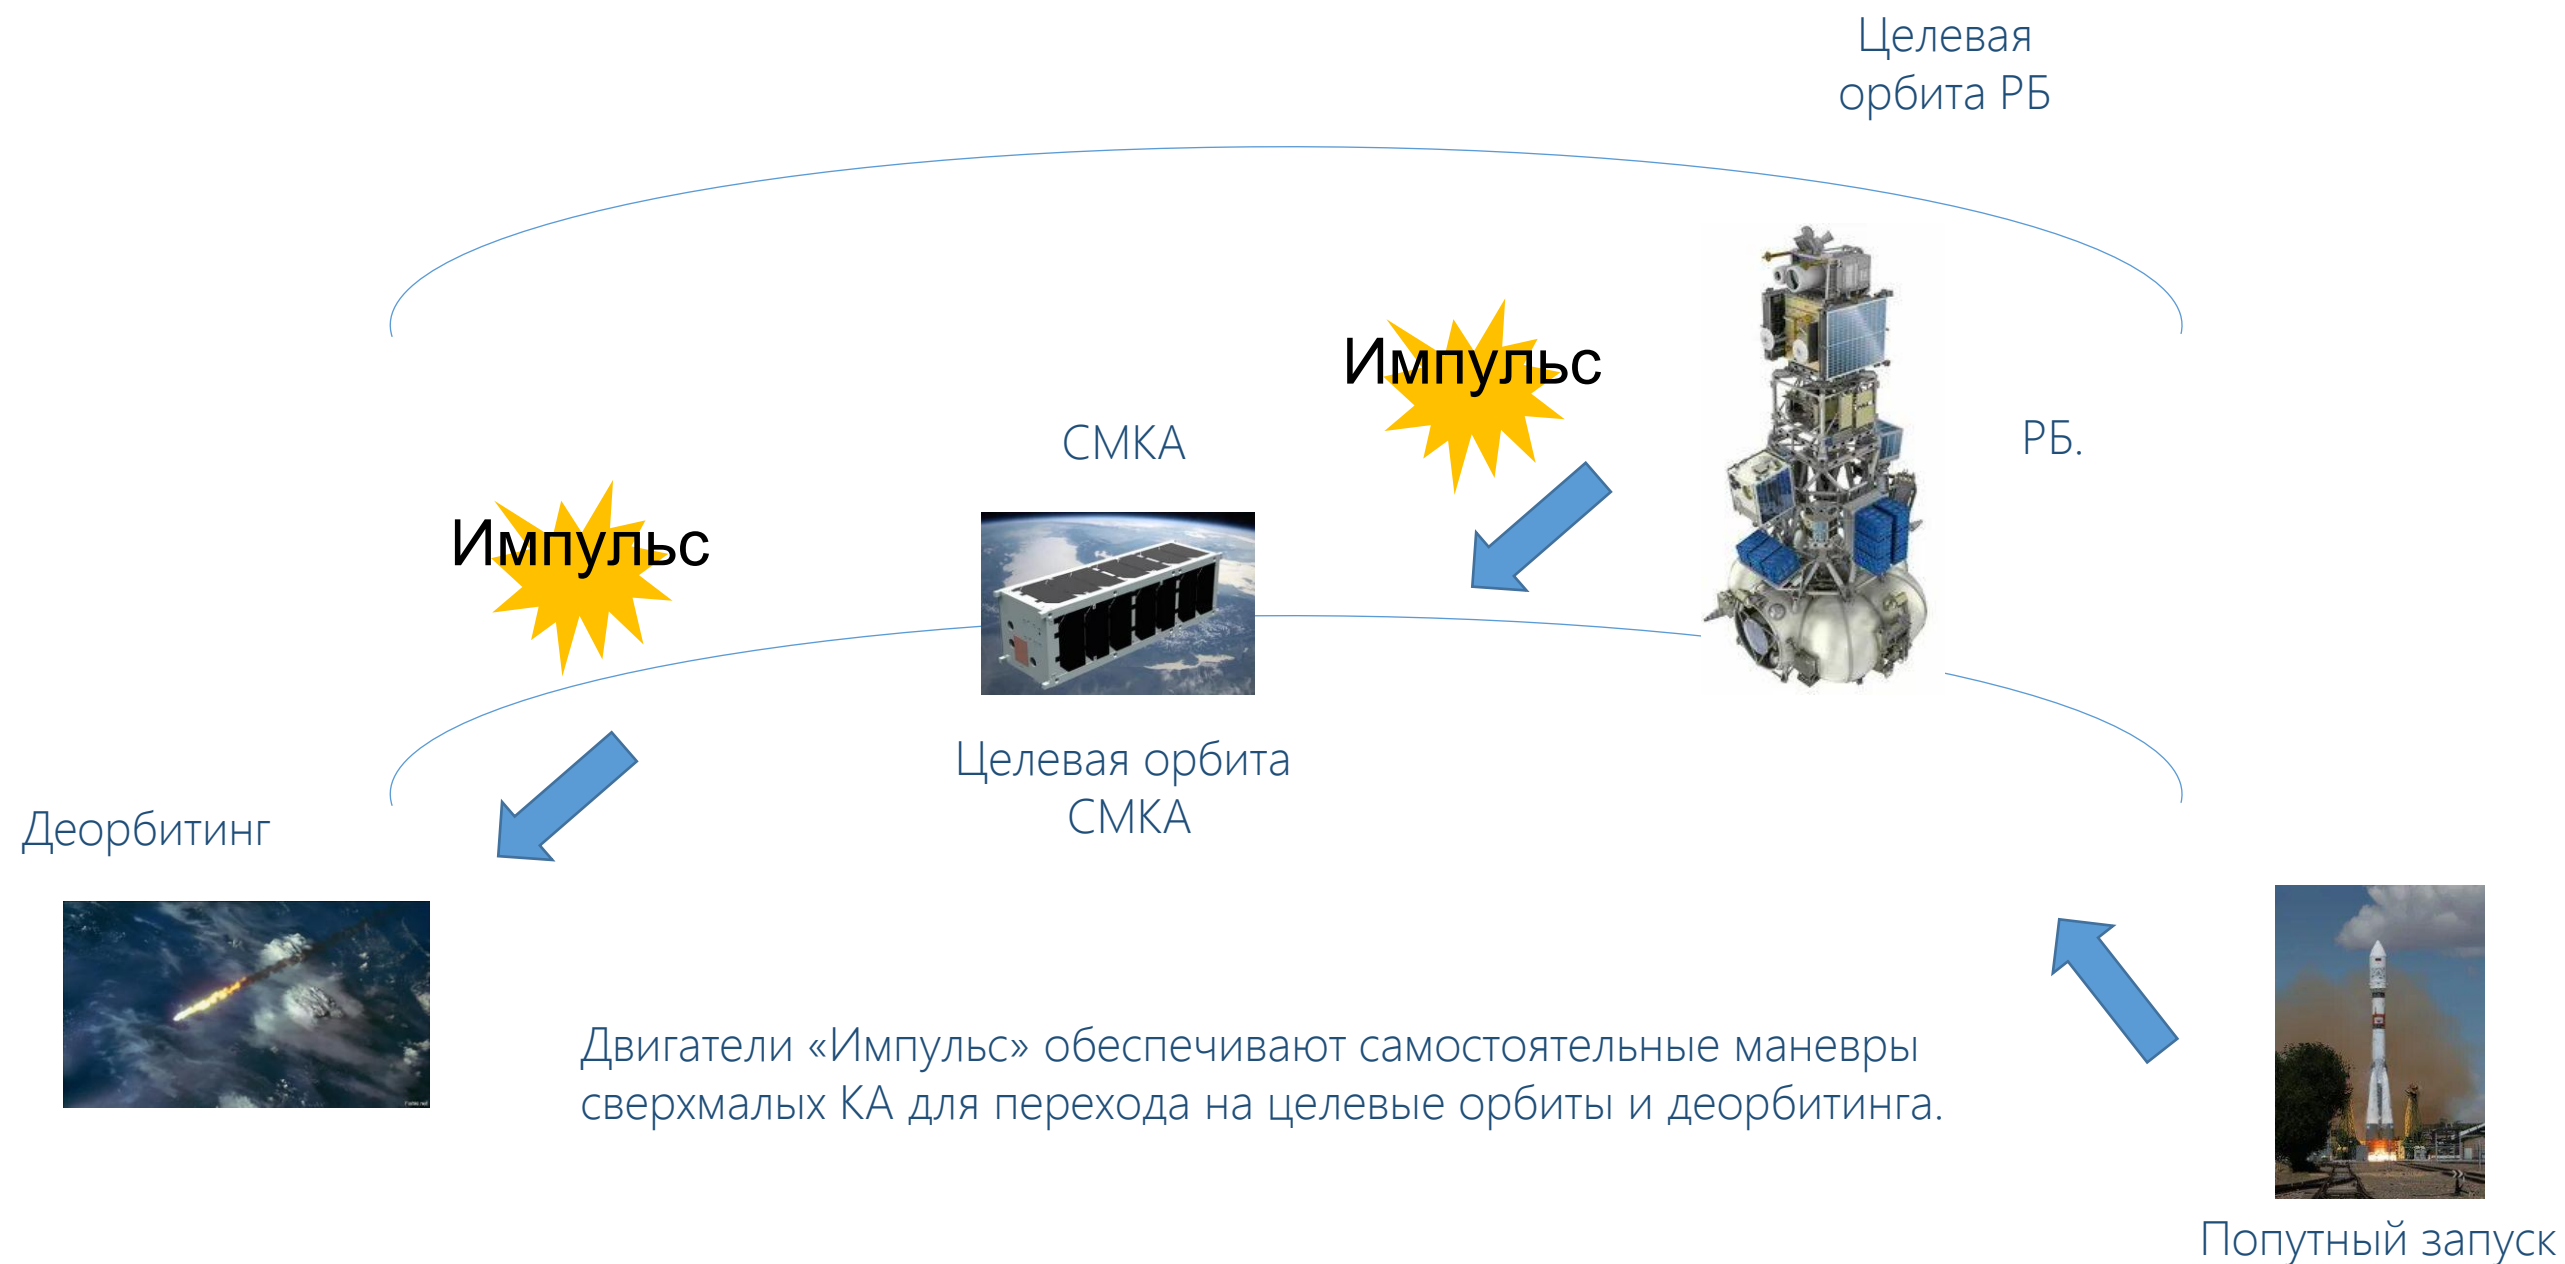 Целевая
орбита РБ
Импульс
СМКА
РБ.
Импульс
Целевая орбита
СМКА
Деорбитинг
Двигатели «Импульс» обеспечивают самостоятельные маневры
сверхмалых КА для перехода на целевые орбиты и деорбитинга.
Попутный запуск